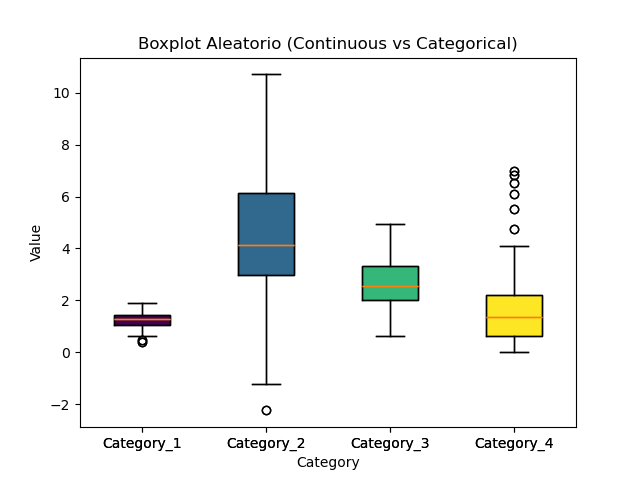 Boxplot Aleatorio (Continuous vs Categorical)
Value
10
8
6
4
2
0
−2
Category_1 Category_2 Category_3 Category_4
Category